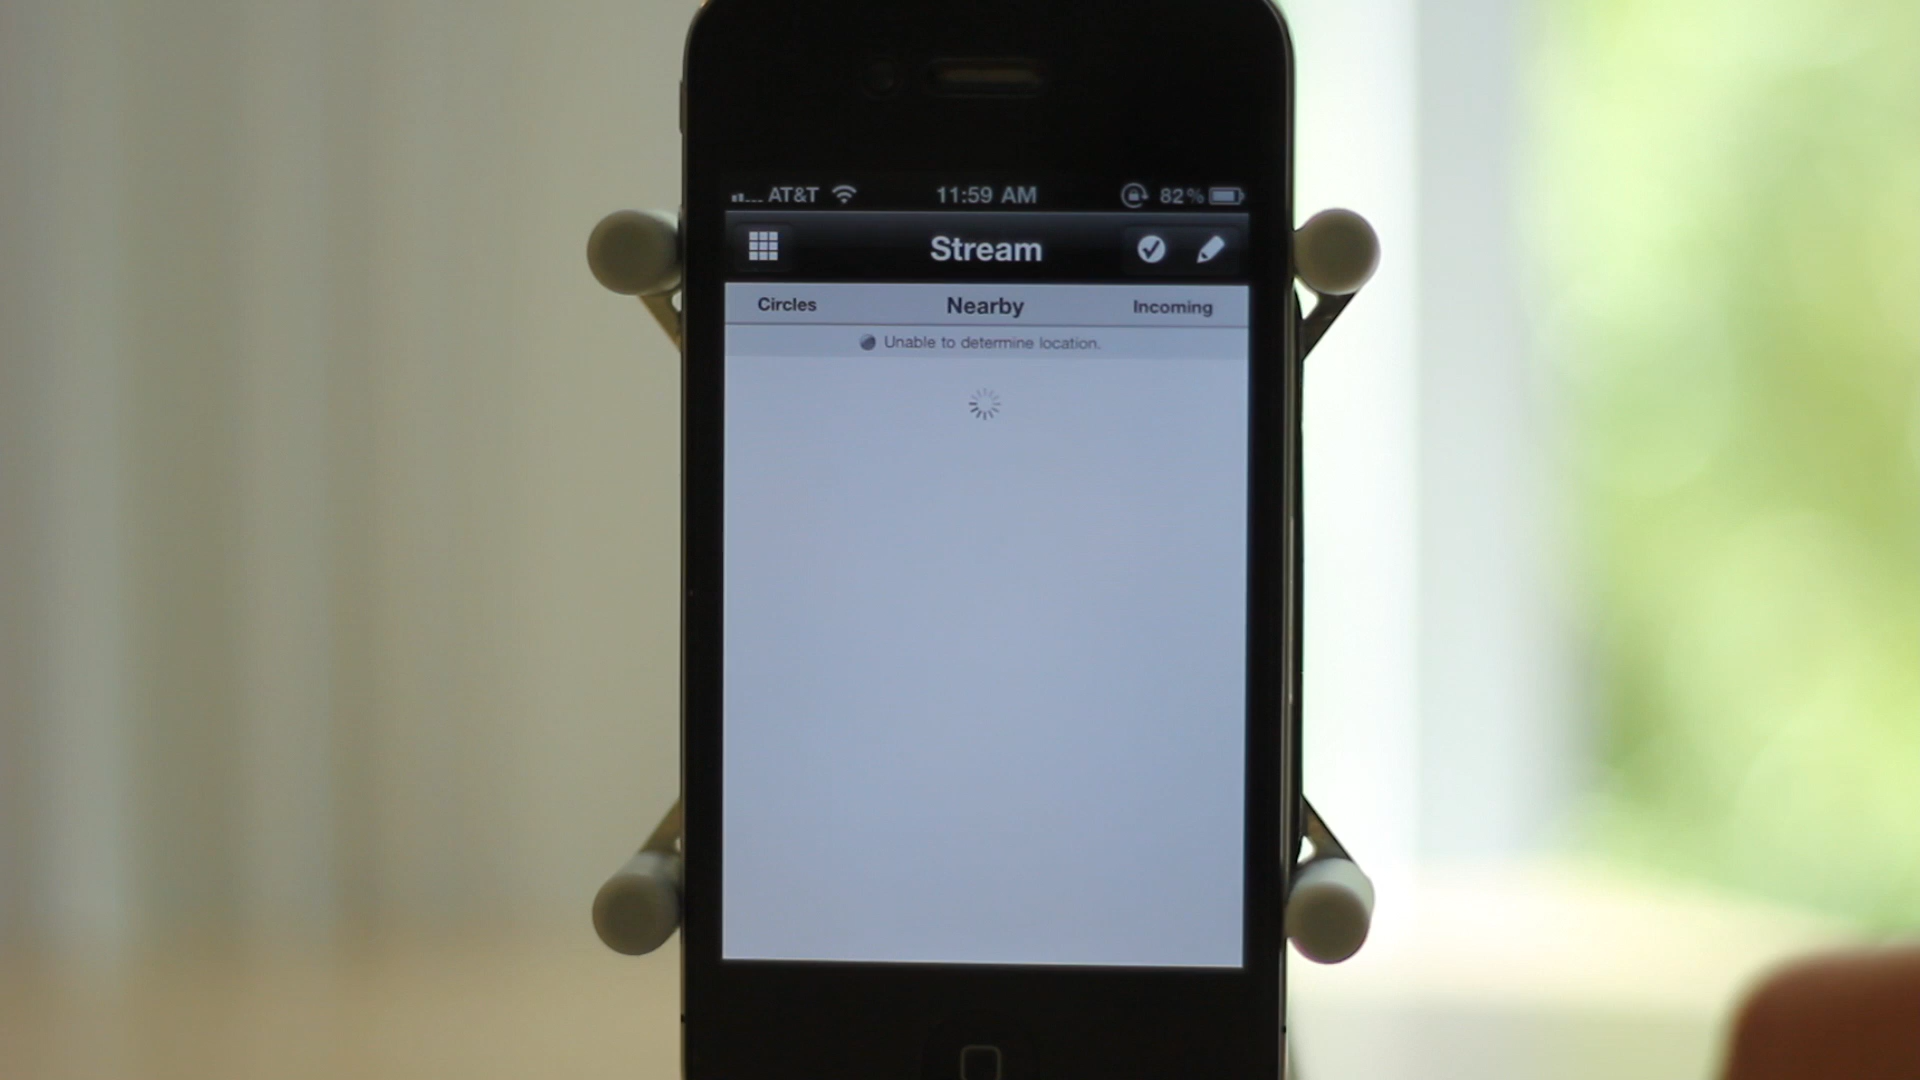 AT&T 11:59 AM 82%
Stream
Circles Nearby Incoming
Unable to determine location.